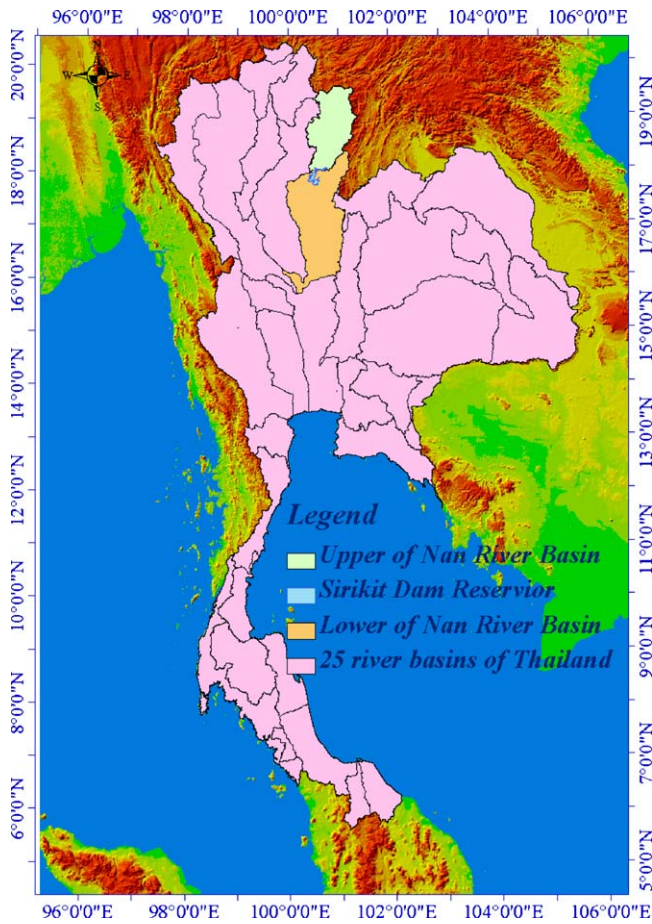 96°0'0"E 98°0'0"E 100°0'0"E 102°0'0"E 104°0'0"E 106°0'0"E
20°0'0"N
18°0'0"N
16°0'0"N
14°0'0"N
12°0'0"N
10°0'0"N
8°0'0"N
6°0'0"N
W E
S
19°0'0"N
17°0'0"N
15°0'0"N
13°0'0"N
11°0'0"N
9°0'0"N
7°0'0"N
5°0'0"N
Legend
Upper of Nan River Basin
Sirikit Dam Reservior
Lower of Nan River Basin
25 river basins of Thailand
96°0'0"E 98°0'0"E 100°0'0"E 102°0'0"E 104°0'0"E 106°0'0"E